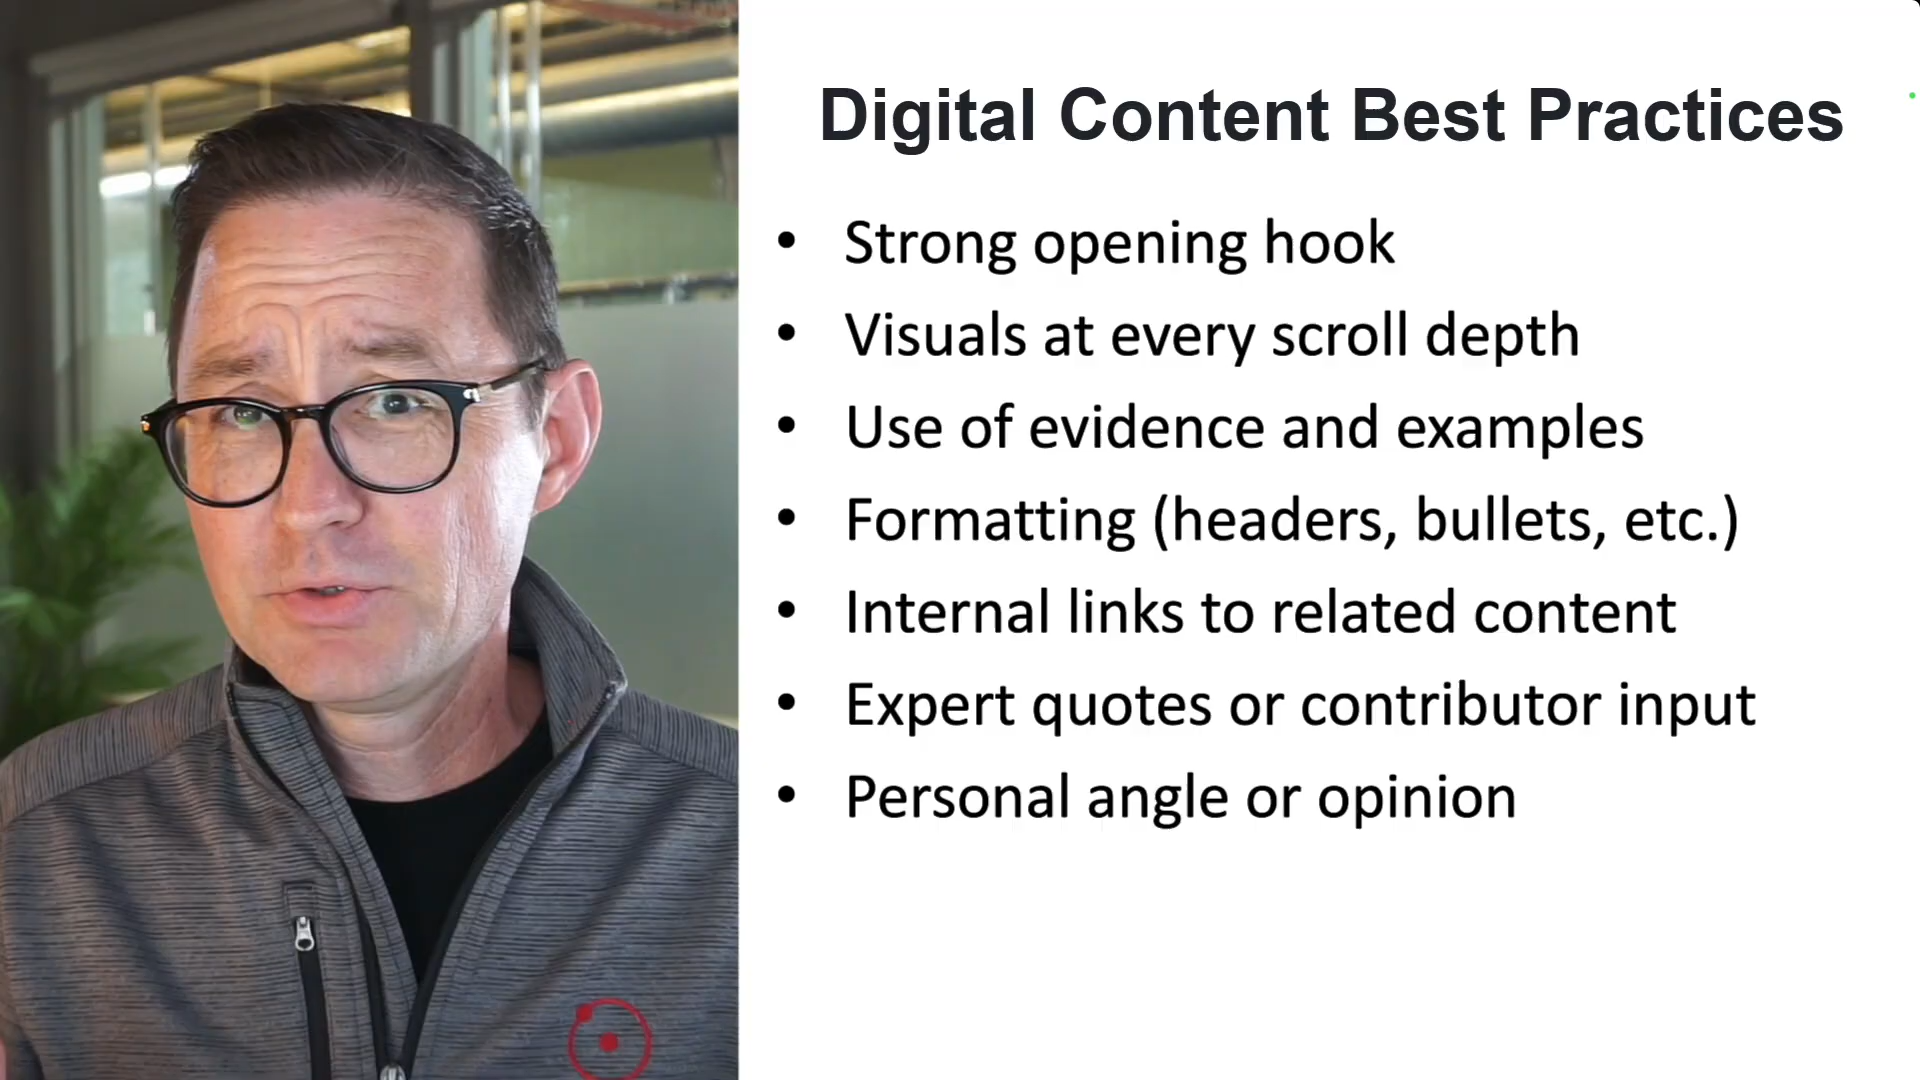 Digital Content Best Practices
• Strong opening hook
• Visuals at every scroll depth
• Use of evidence and examples
• Formatting (headers, bullets, etc.)
• Internal links to related content
• Expert quotes or contributor input
• Personal angle or opinion